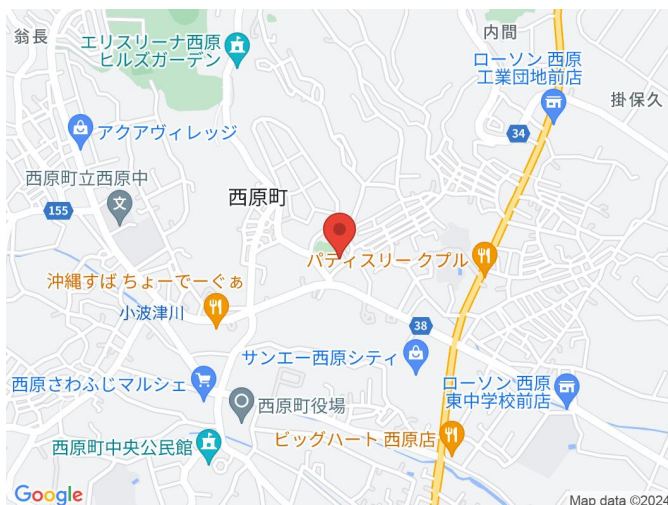 翁長
エリスリーナ西原
ヒルズガーデン
内間
ローソン 西原
工業団地前店
掛保久
アクアヴィレッジ
34
西原町立西原中
文
155
西原町
パティスリー クプル
沖縄すば ちょーでーぐぁ
小波津川
38
サンエー西原シティ
西原さわふじマルシェ
ローソン 西原
東中学校前店
西原町役場
ビッグハート 西原店
西原町中央公民館
Google
Map data ©2024